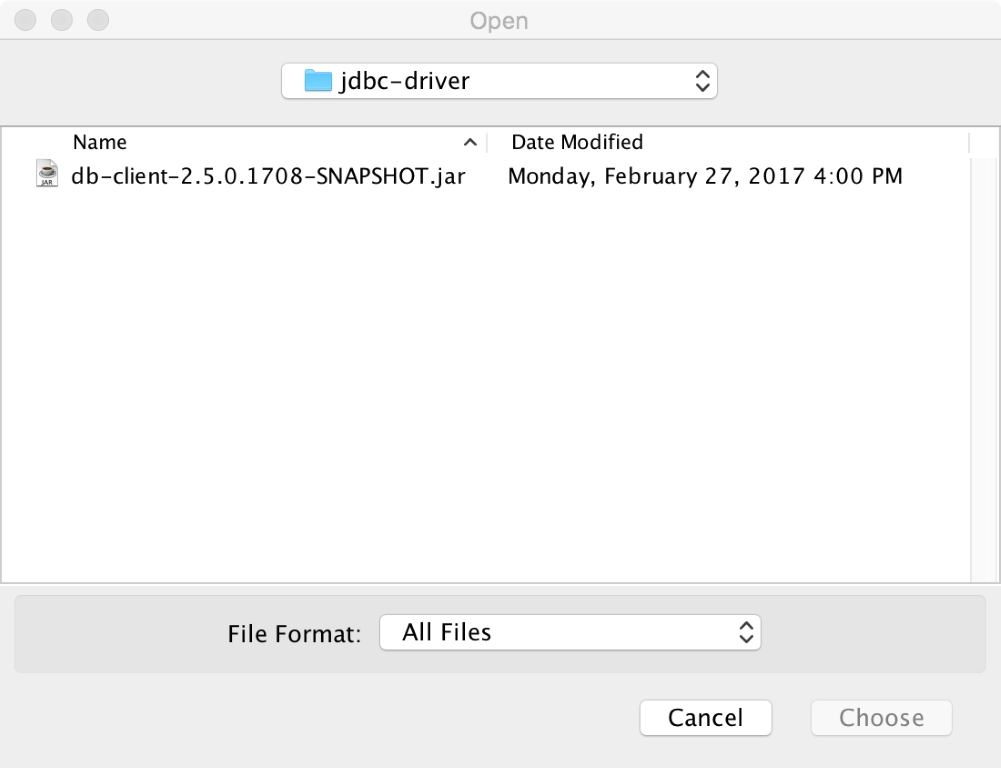 Open
jdbc-driver
Name Date Modified
JAR
db-client-2.5.0.1708-SNAPSHOT.jar Monday, February 27, 2017 4:00 PM
File Format: All Files
Cancel Choose